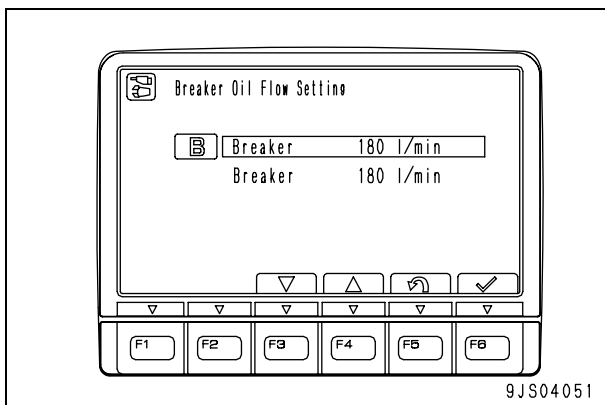 Breaker Oil Flow Setting
B Breaker 180 l/min
Breaker 180 l/min
F1 F2 F3 F4 F5 F6
9JS04051